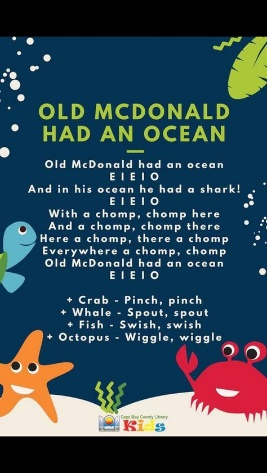 OLD MCDONALD
HAD AN OCEAN
Old McDonald had an ocean
E I E I O
And in his ocean he had a shark!
E I E I O
With a chomp, chomp here
And a chomp, chomp there
Here a chomp, there a chomp
Everywhere a chomp, chomp
Old McDonald had an ocean
E I E I O
+ Crab - Pinch, pinch
+ Whale - Spout, spout
+ Fish - Swish, swish
+ Octopus - Wiggle, wiggle
Cape May County Library
Kids